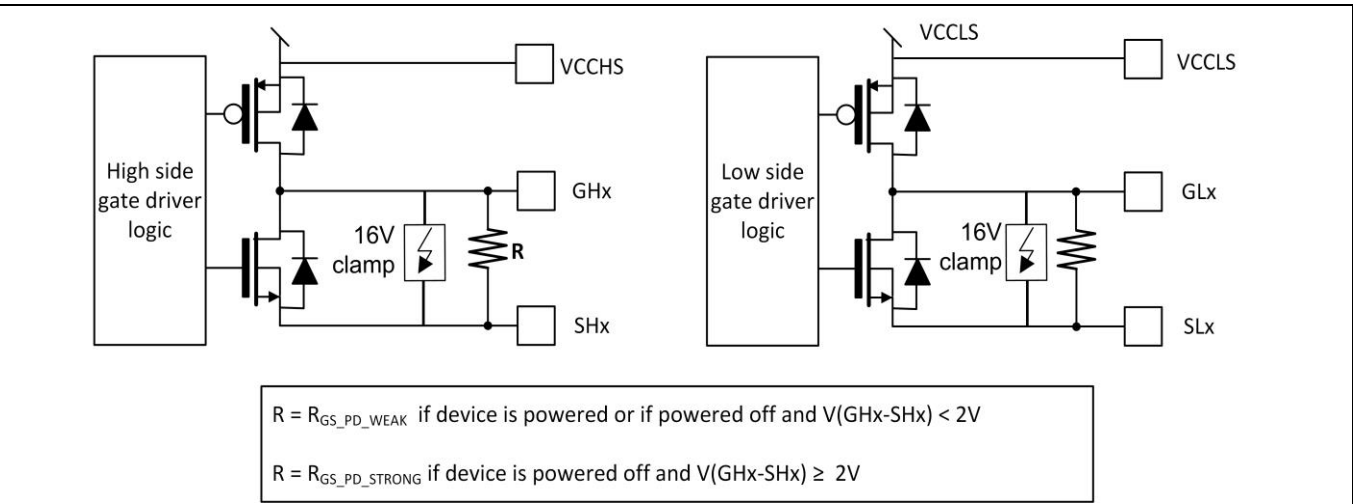 VCCHS
High side
gate driver
logic
GHx
16V
clamp
R
SHx
VCCLS
VCCLS
Low side
gate driver
logic
GLx
16V
clamp
SLx
R = R_GS_PD_WEAK if device is powered or if powered off and V(GHx-SHx) < 2V
R = R_GS_PD_STRONG if device is powered off and V(GHx-SHx) ≥ 2V